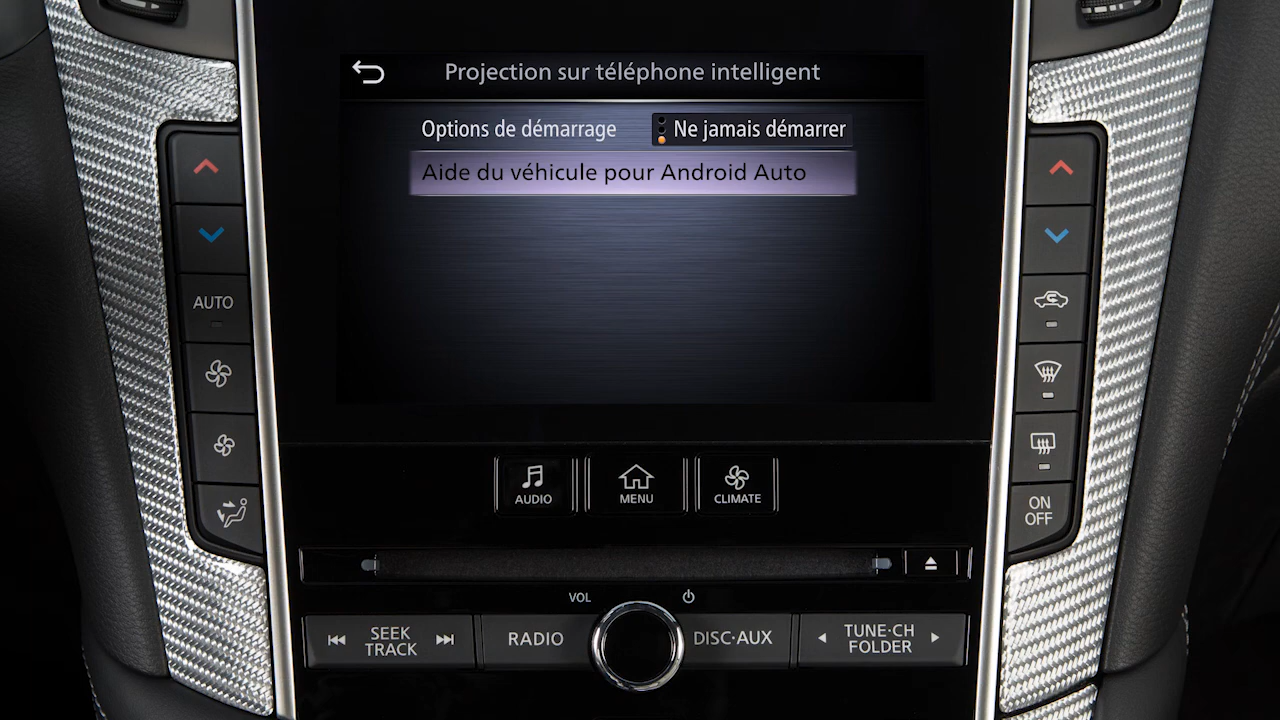 Projection sur téléphone intelligent
Options de démarrage
Ne jamais démarrer
Aide du véhicule pour Android Auto
AUTO
ON
OFF
AUDIO
MENU
CLIMATE
VOL
SEEK
TRACK
RADIO
DISC·AUX
TUNE·CH
FOLDER